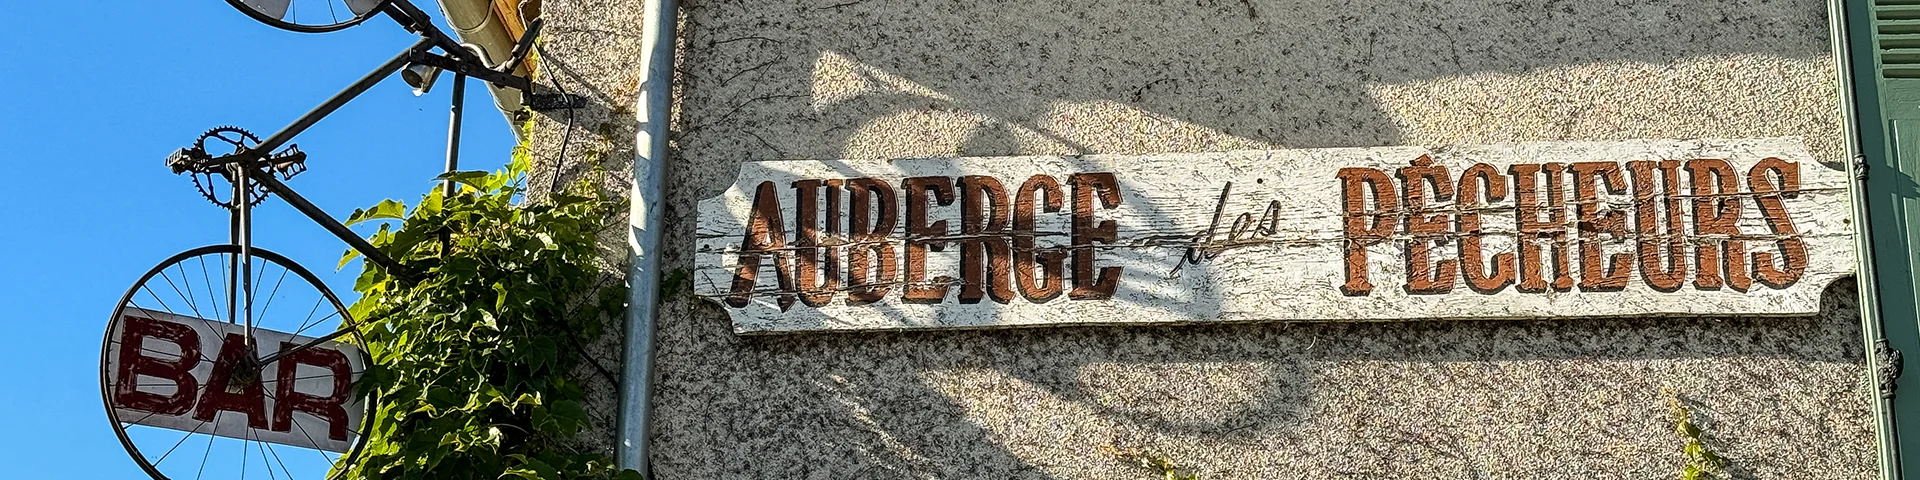 BAR
AUBERGE des PÊCHEURS